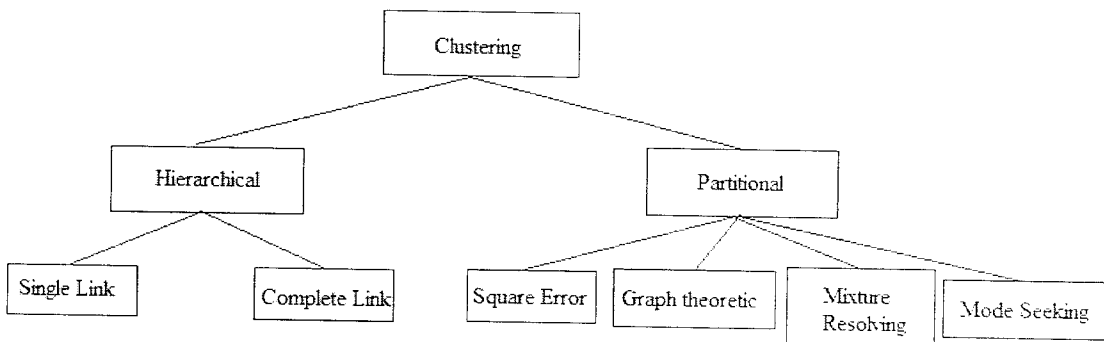 Clustering
Hierarchical
Partitional
Single Link
Complete Link
Square Error
Graph theoretic
Mixture
Resolving
Mode Seeking